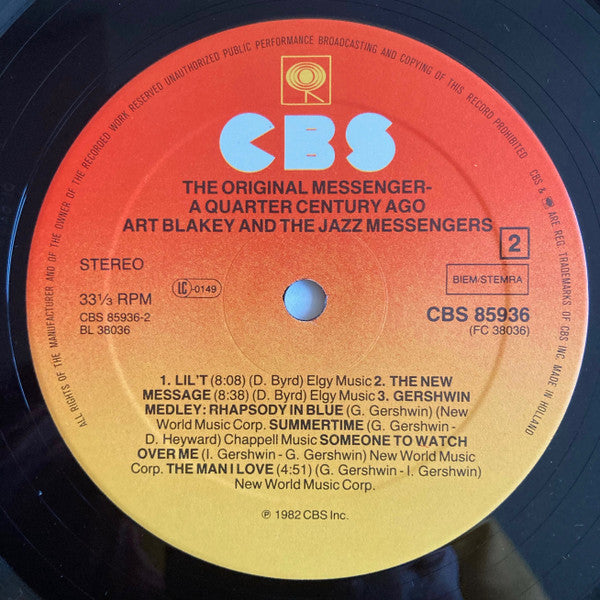 ALL RIGHTS OF THE MANUFACTURER AND OF THE OWNER OF THE RECORDED WORK RESERVED UNAUTHORIZED PUBLIC PERFORMANCE BROADCASTING AND COPYING OF THIS RECORD PROHIBITED CBS & ARE REG. TRADEMARKS OF CBS INC MADE IN HOLLAND
CBS
THE ORIGINAL MESSENGER-
A QUARTER CENTURY AGO
ART BLAKEY AND THE JAZZ MESSENGERS
2
STEREO
LC-0149
BIEM/STEMRA
33⅓ RPM
CBS 85936
CBS 85936-2
(FC 38036)
BL 38036
1. LIL'T (8:08) (D. Byrd) Elgy Music 2. THE NEW
MESSAGE (8:38) (D. Byrd) Elgy Music 3. GERSHWIN
MEDLEY: RHAPSODY IN BLUE (G. Gershwin) (New
World Music Corp. SUMMERTIME (G. Gershwin -
D. Heyward) Chappell Music SOMEONE TO WATCH
OVER ME (I. Gershwin - G. Gershwin) New World Music
Corp. THE MAN I LOVE (4:51) (G. Gershwin - I. Gershwin)
New World Music Corp.
℗ 1982 CBS Inc.